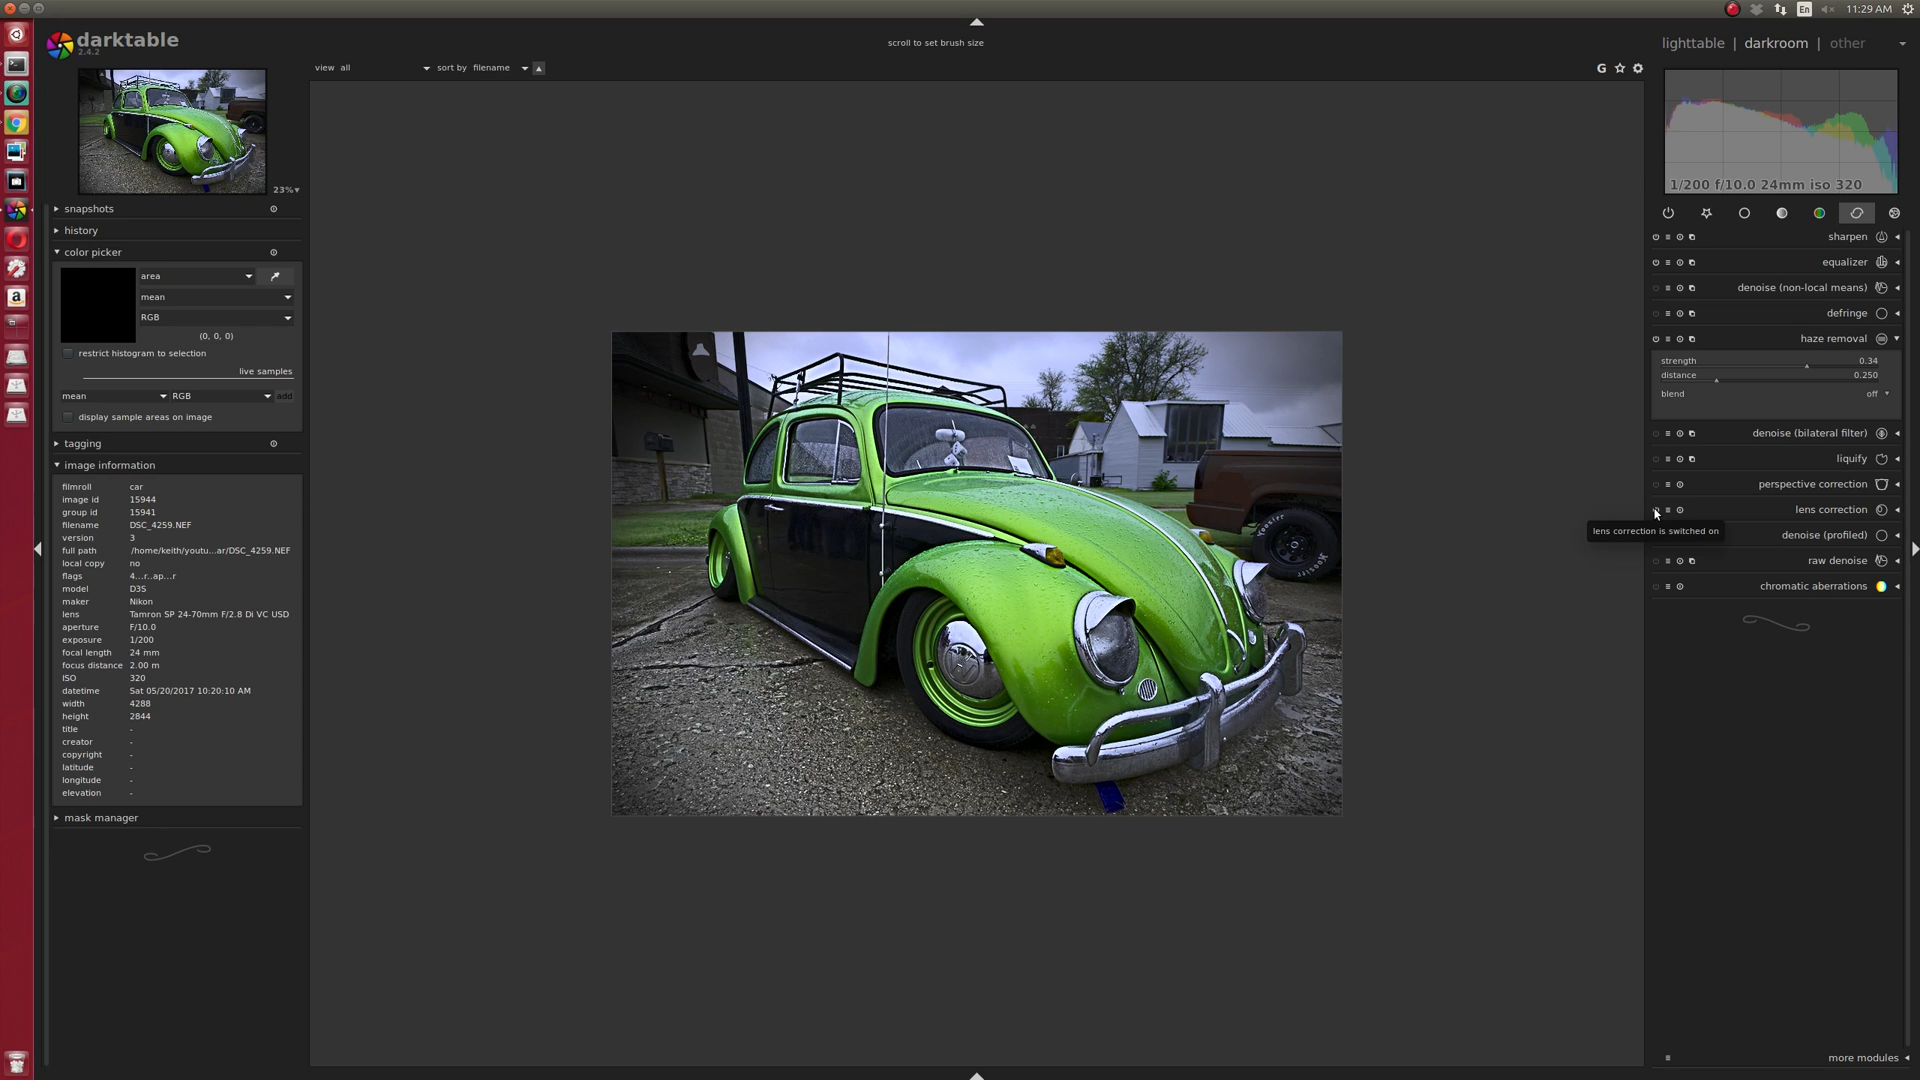 11:29 AM
En
darktable
2.4.2
scroll to set brush size
lighttable | darkroom | other
view all
sort by filename
G
23%
1/200 f/10.0 24mm iso 320
snapshots
history
color picker
area
mean
RGB
(0, 0, 0)
restrict histogram to selection
live samples
mean
RGB
add
display sample areas on image
tagging
image information
filmroll car
image id 15944
group id 15941
filename DSC_4259.NEF
version 3
full path /home/keith/youtu...ar/DSC_4259.NEF
local copy no
flags 4...r..ap...r
model D3S
maker Nikon
lens Tamron SP 24-70mm F/2.8 Di VC USD
aperture F/10.0
exposure 1/200
focal length 24 mm
focus distance 2.00 m
ISO 320
datetime Sat 05/20/2017 10:20:10 AM
width 4288
height 2844
title -
creator -
copyright -
latitude -
longitude -
elevation -
mask manager
Hoosier
Hoosier
sharpen
equalizer
denoise (non-local means)
defringe
haze removal
strength 0.34
distance 0.250
blend off
denoise (bilateral filter)
liquify
perspective correction
lens correction
lens correction is switched on
denoise (profiled)
raw denoise
chromatic aberrations
more modules